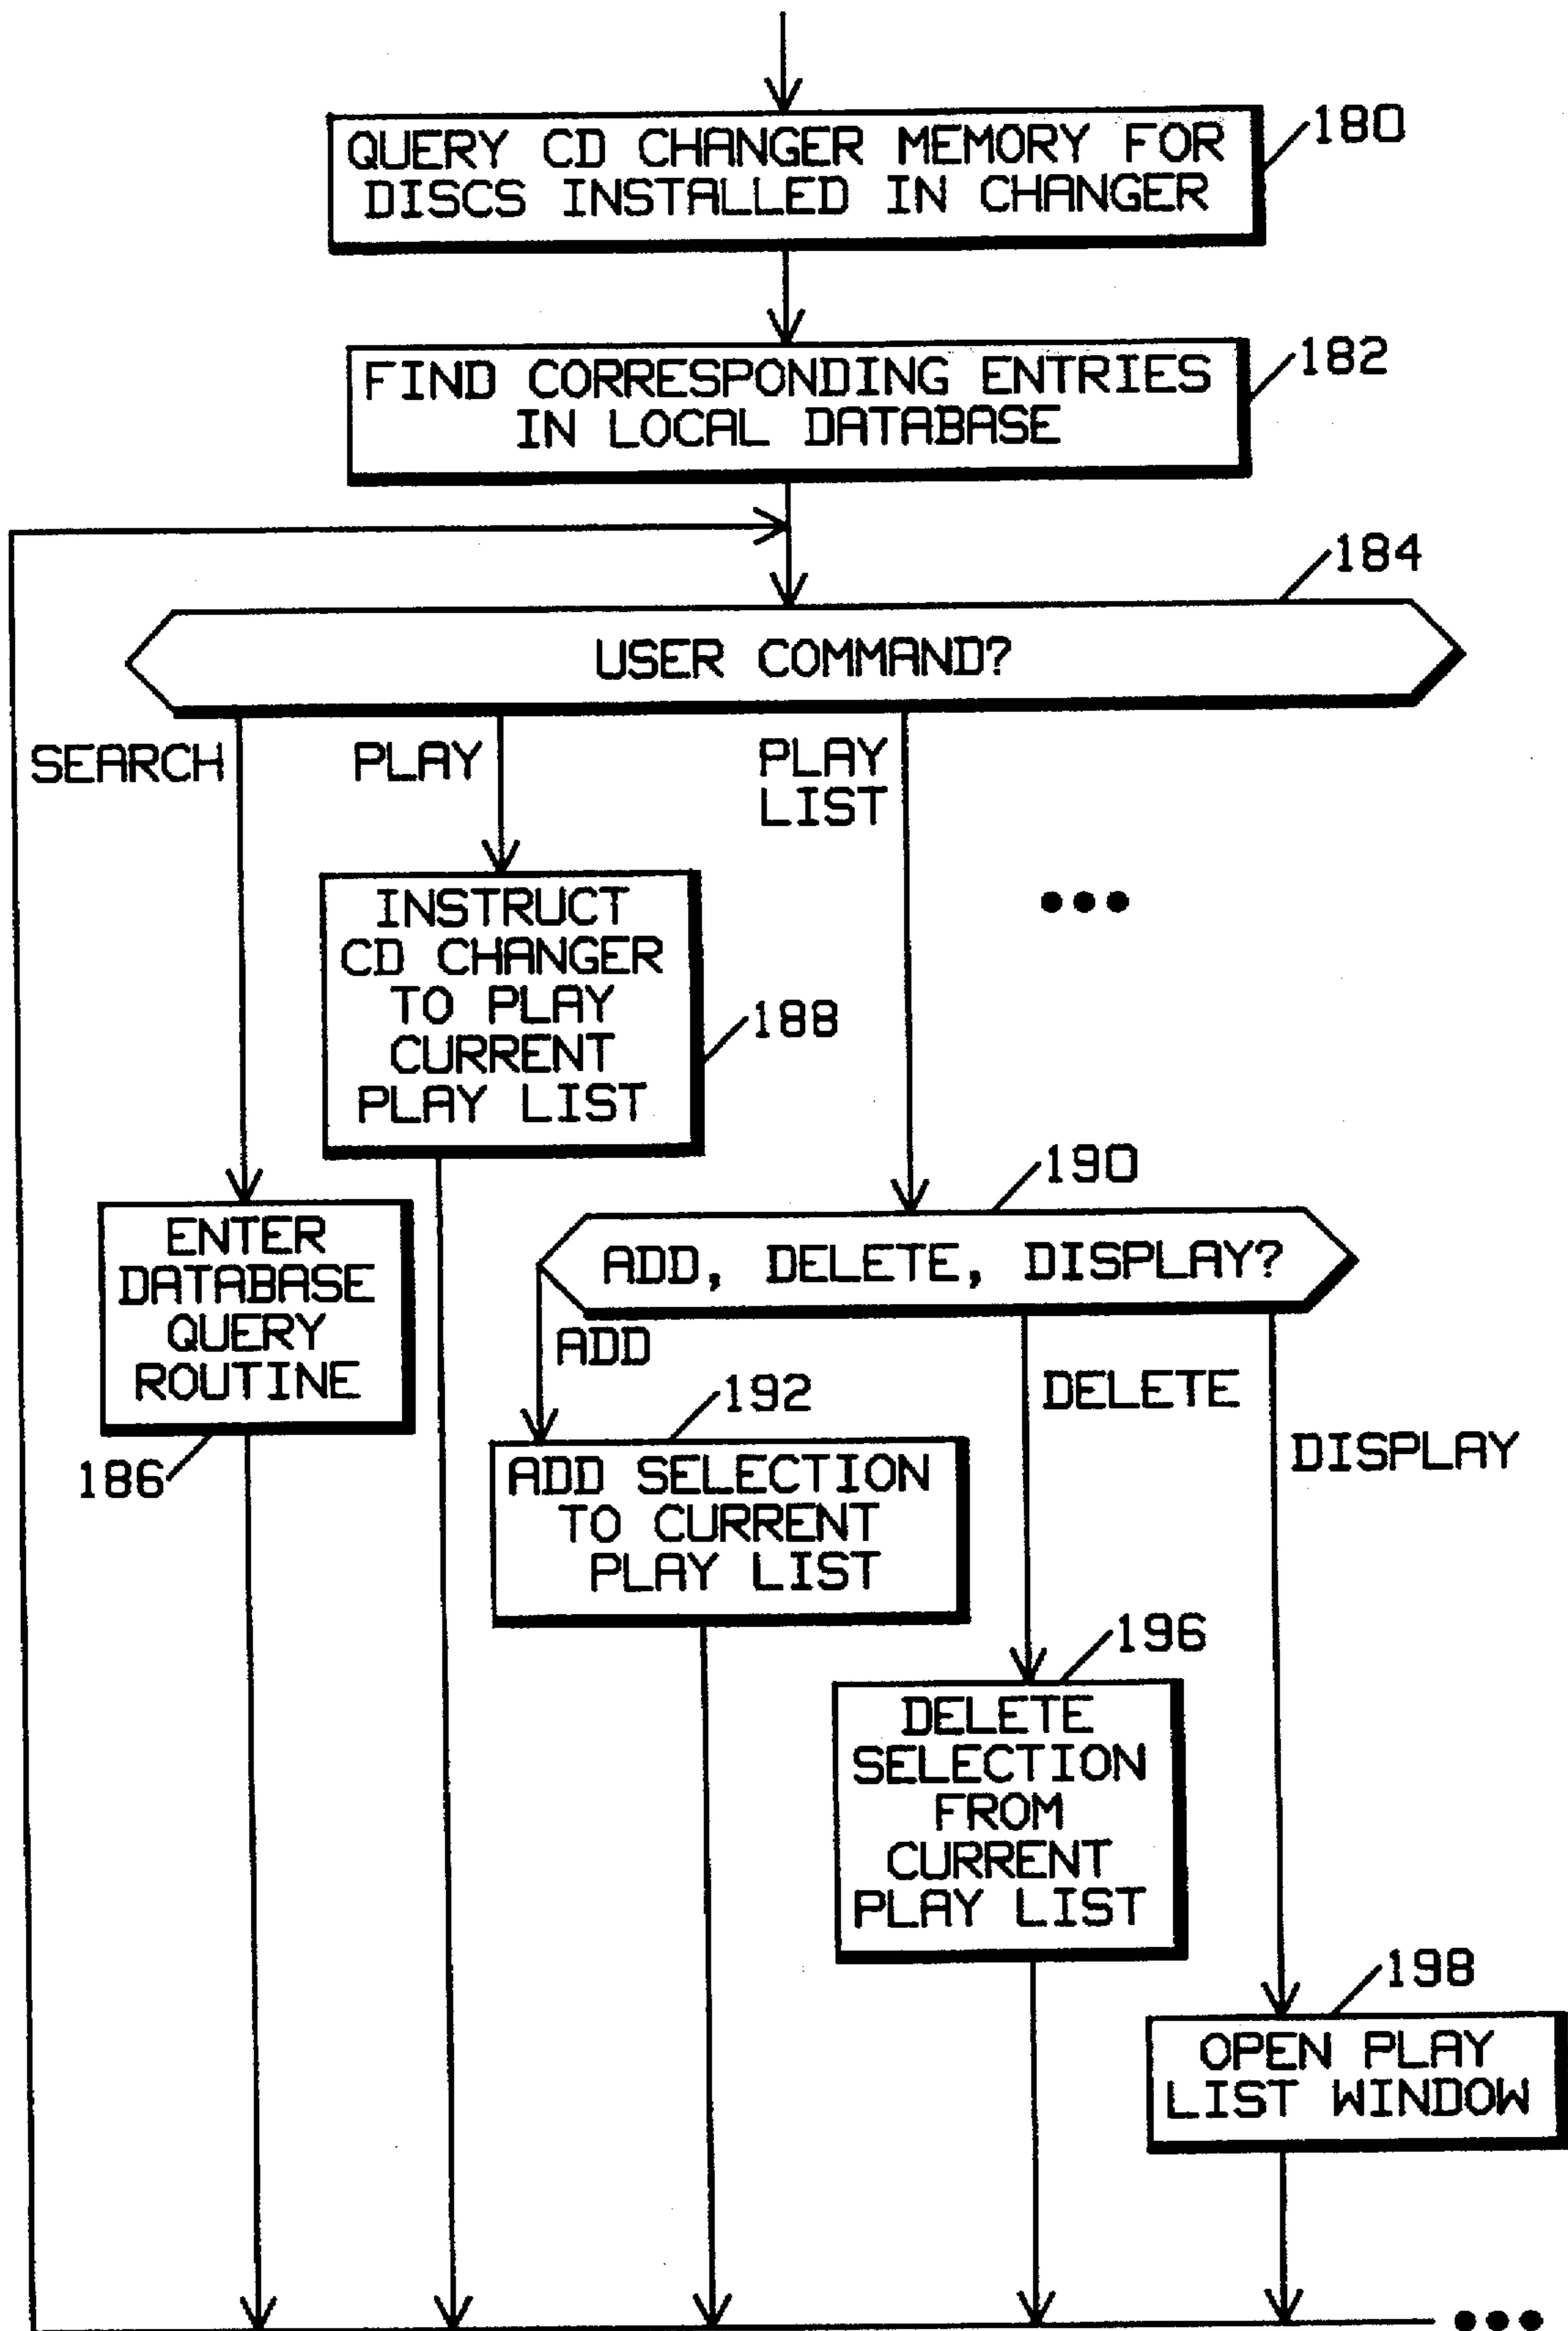 QUERY CD CHANGER MEMORY FOR
DISCS INSTALLED IN CHANGER
180
FIND CORRESPONDING ENTRIES
IN LOCAL DATABASE
182
184
USER COMMAND?
SEARCH
PLAY
PLAY
LIST
•••
INSTRUCT
CD CHANGER
TO PLAY
CURRENT
PLAY LIST
188
190
ADD, DELETE, DISPLAY?
ENTER
DATABASE
QUERY
ROUTINE
186
ADD
DELETE
DISPLAY
192
ADD SELECTION
TO CURRENT
PLAY LIST
196
DELETE
SELECTION
FROM
CURRENT
PLAY LIST
198
OPEN PLAY
LIST WINDOW
•••